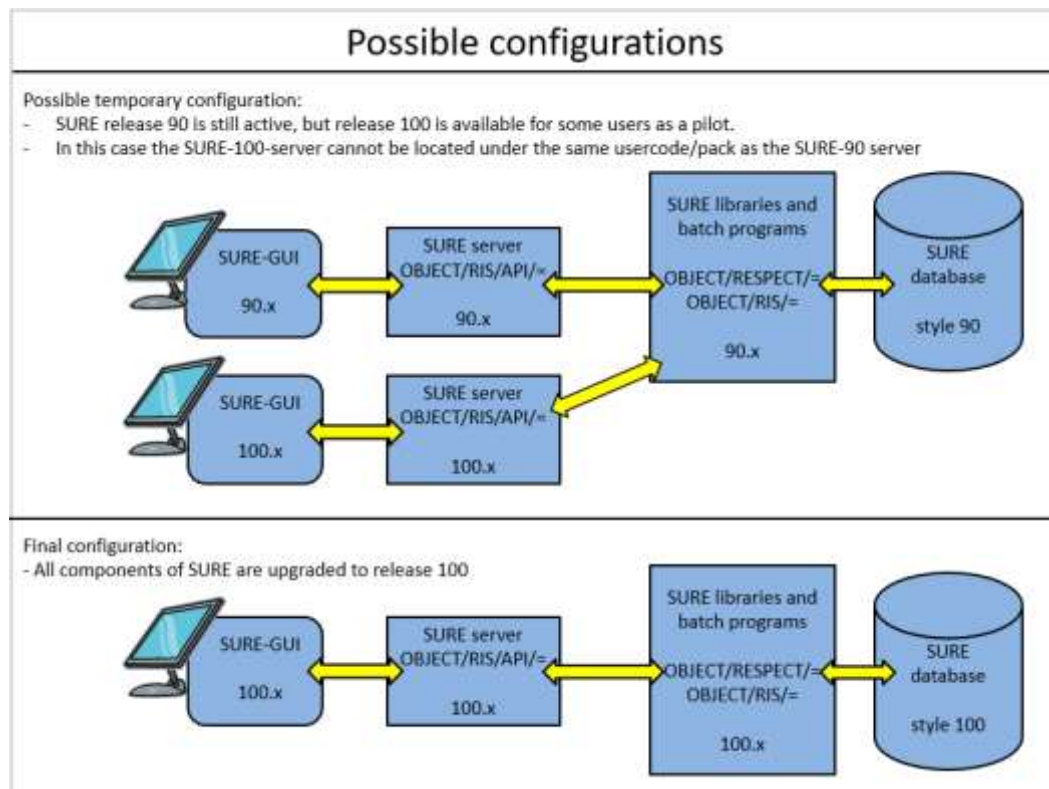 Possible configurations
Possible temporary configuration:
- SURE release 90 is still active, but release 100 is available for some users as a pilot.
- In this case the SURE-100-server cannot be located under the same usercode/pack as the SURE-90 server
SURE-GUI
90.x
SURE server
OBJECT/RIS/API/=
90.x
SURE libraries and
batch programs
OBJECT/RESPECT/=
OBJECT/RIS/=
90.x
SURE
database
style 90
SURE-GUI
100.x
SURE server
OBJECT/RIS/API/=
100.x
Final configuration:
- All components of SURE are upgraded to release 100
SURE-GUI
100.x
SURE server
OBJECT/RIS/API/=
100.x
SURE libraries and
batch programs
OBJECT/RESPECT/=
OBJECT/RIS/=
100.x
SURE
database
style 100